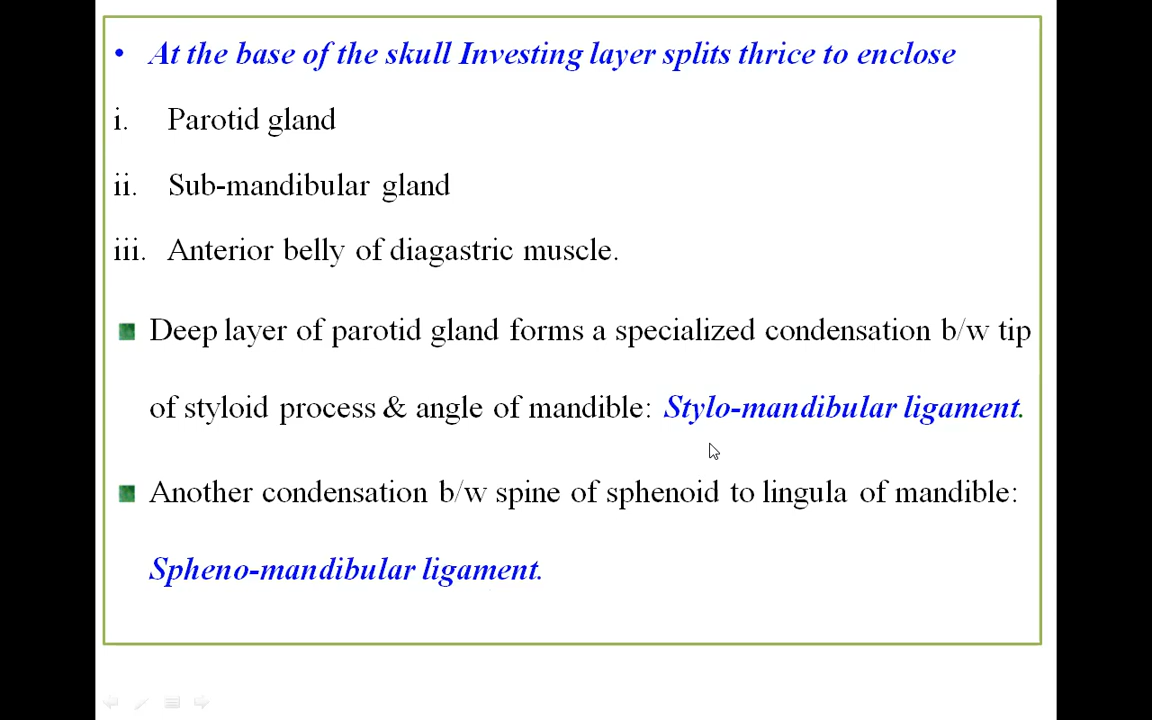 • At the base of the skull Investing layer splits thrice to enclose
i. Parotid gland
ii. Sub-mandibular gland
iii. Anterior belly of diagastric muscle.
Deep layer of parotid gland forms a specialized condensation b/w tip
of styloid process & angle of mandible: Stylo-mandibular ligament.
Another condensation b/w spine of sphenoid to lingula of mandible:
Spheno-mandibular ligament.